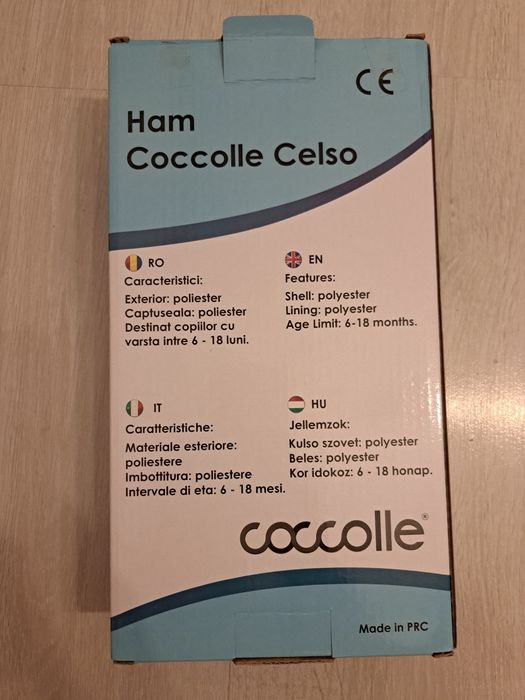 CE
Ham
Coccolle Celso
RO
Caracteristici:
Exterior: poliester
Captuseala: poliester
Destinat copiilor cu
varsta intre 6 - 18 luni.
EN
Features:
Shell: polyester
Lining: polyester
Age Limit: 6-18 months.
IT
Caratteristiche:
Materiale esteriore:
poliestere
Imbottitura: poliestere
Intervale di eta: 6 - 18 mesi.
HU
Jellemzok:
Kulso szovet: polyester
Beles: polyester
Kor idokoz: 6 - 18 honap.
coccolle®
Made in PRC